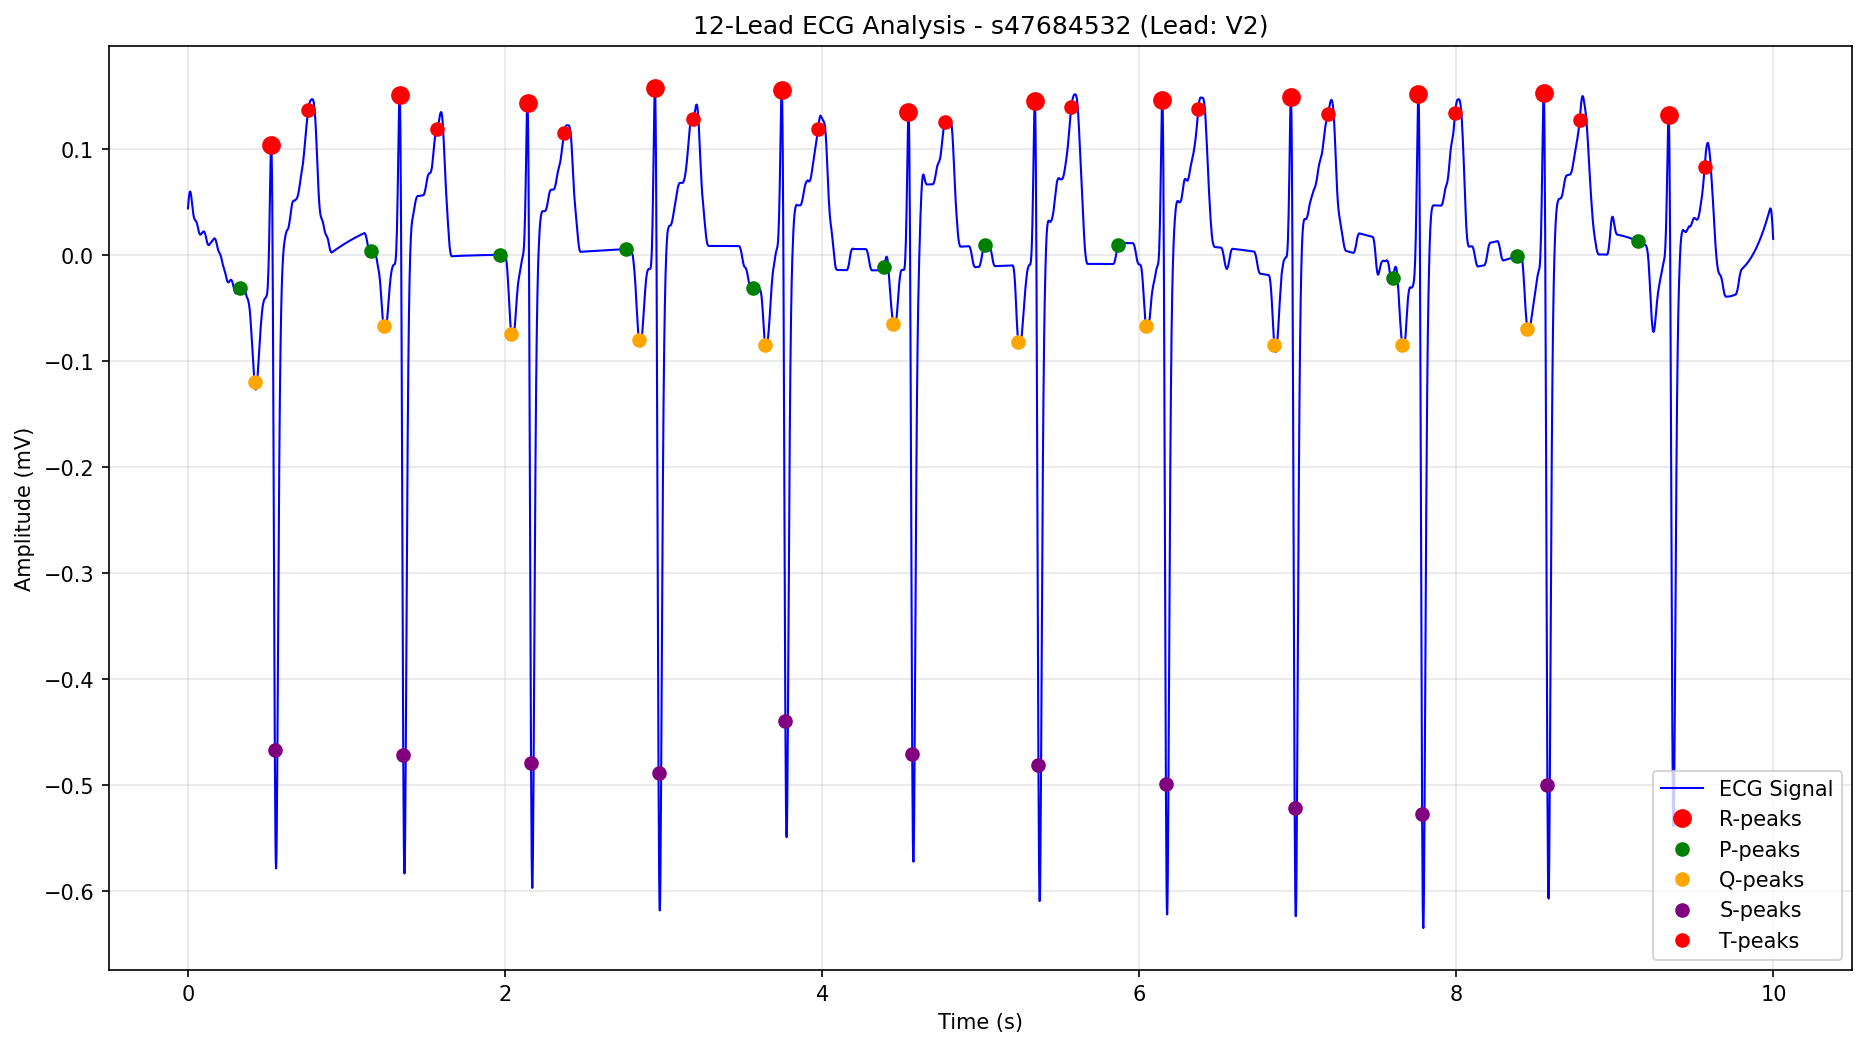 12-Lead ECG Analysis - s47684532 (Lead: V2)
Amplitude (mV)
0.1
0.0
−0.1
−0.2
−0.3
−0.4
−0.5
−0.6
0 2 4 6 8 10
Time (s)
ECG Signal
R-peaks
P-peaks
Q-peaks
S-peaks
T-peaks